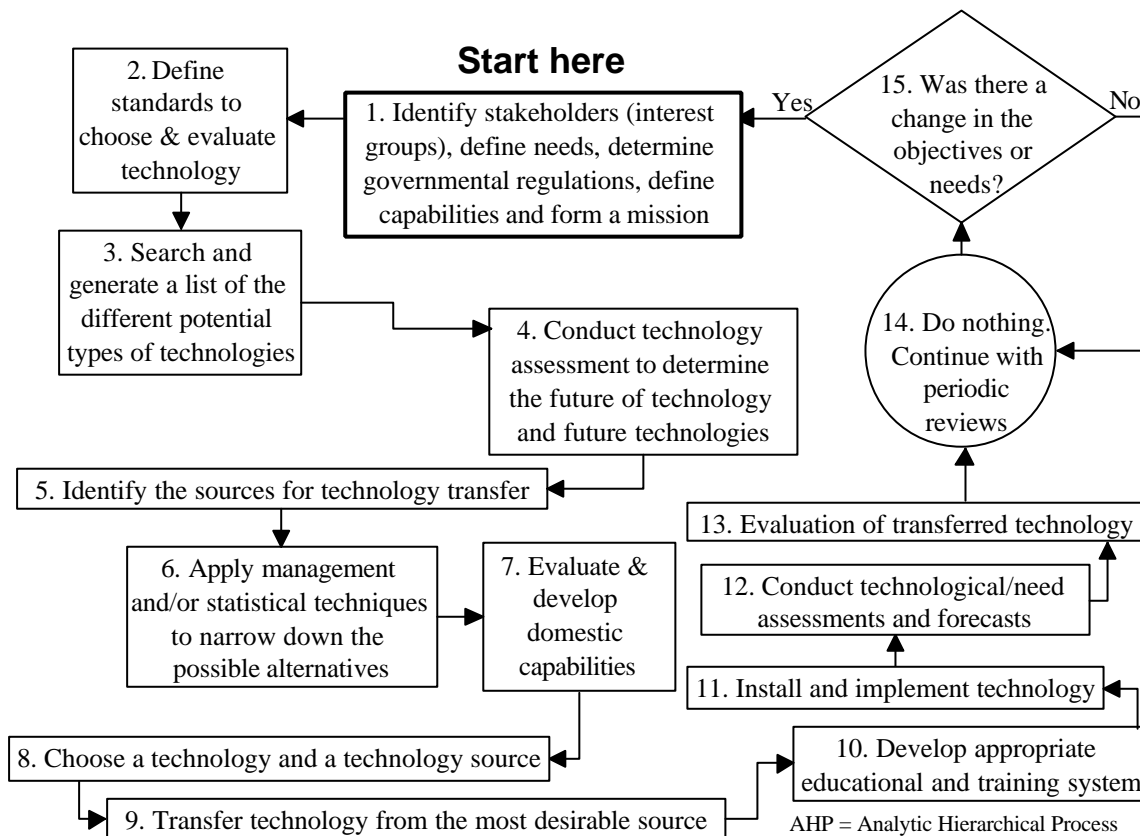 Start here
1. Identify stakeholders (interest
groups), define needs, determine
governmental regulations, define
capabilities and form a mission
2. Define
standards to
choose & evaluate
technology
3. Search and
generate a list of the
different potential
types of technologies
4. Conduct technology
assessment to determine
the future of technology
and future technologies
5. Identify the sources for technology transfer
6. Apply management
and/or statistical techniques
to narrow down the
possible alternatives
7. Evaluate &
develop
domestic
capabilities
8. Choose a technology and a technology source
9. Transfer technology from the most desirable source
10. Develop appropriate
educational and training system
11. Install and implement technology
12. Conduct technological/need
assessments and forecasts
13. Evaluation of transferred technology
14. Do nothing.
Continue with
periodic
reviews
15. Was there a
change in the
objectives or
needs?
Yes
No
AHP = Analytic Hierarchical Process